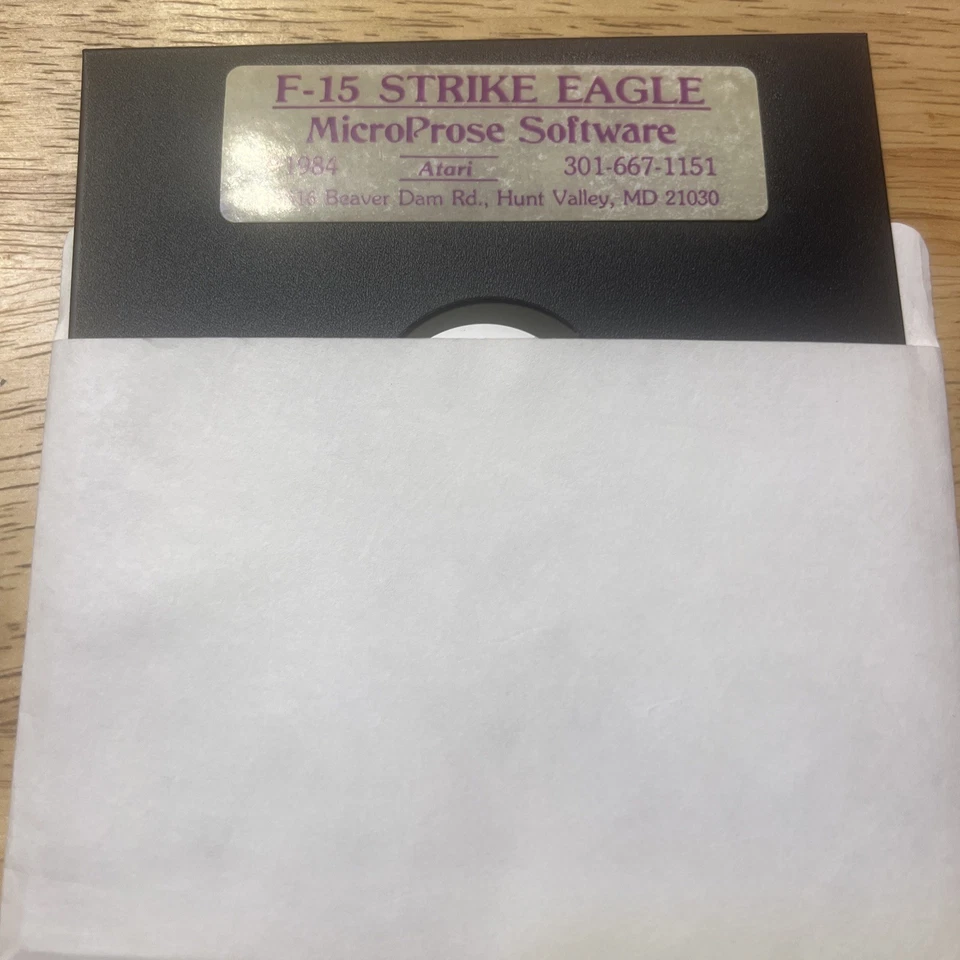 F-15 STRIKE EAGLE
MicroProse Software
1984 Atari 301-667-1151
Beaver Dam Rd., Hunt Valley, MD 21030